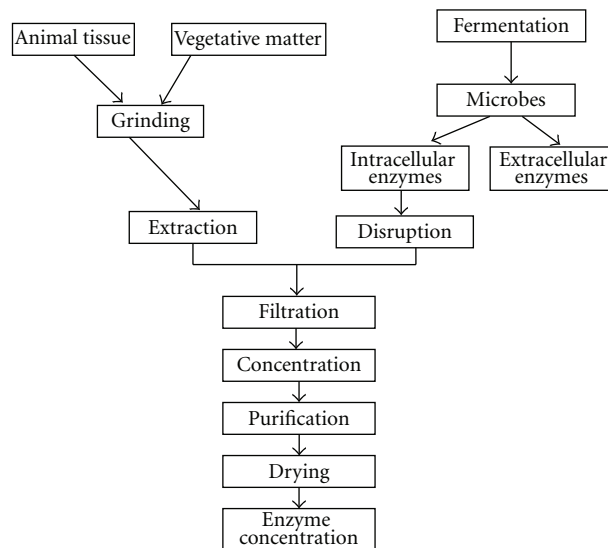 Animal tissue
Vegetative matter
Fermentation
Grinding
Microbes
Intracellular
enzymes
Extracellular
enzymes
Extraction
Disruption
Filtration
Concentration
Purification
Drying
Enzyme
concentration